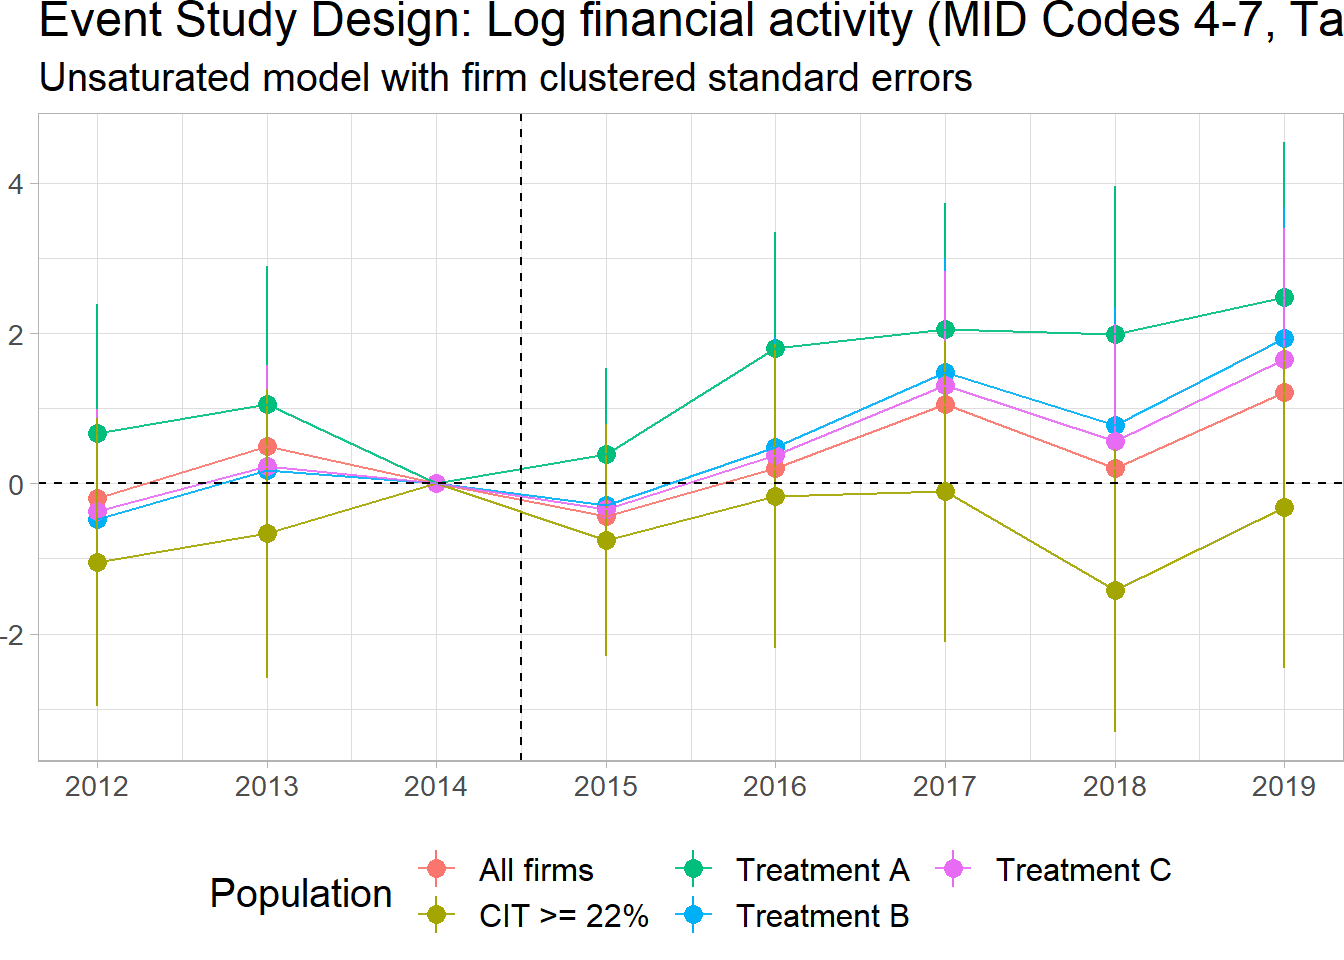 Event Study Design: Log financial activity (MID Codes 4-7, Ta
Unsaturated model with firm clustered standard errors
4
2
0
-2
2012 2013 2014 2015 2016 2017 2018 2019
Population
All firms Treatment A Treatment C
CIT >= 22% Treatment B